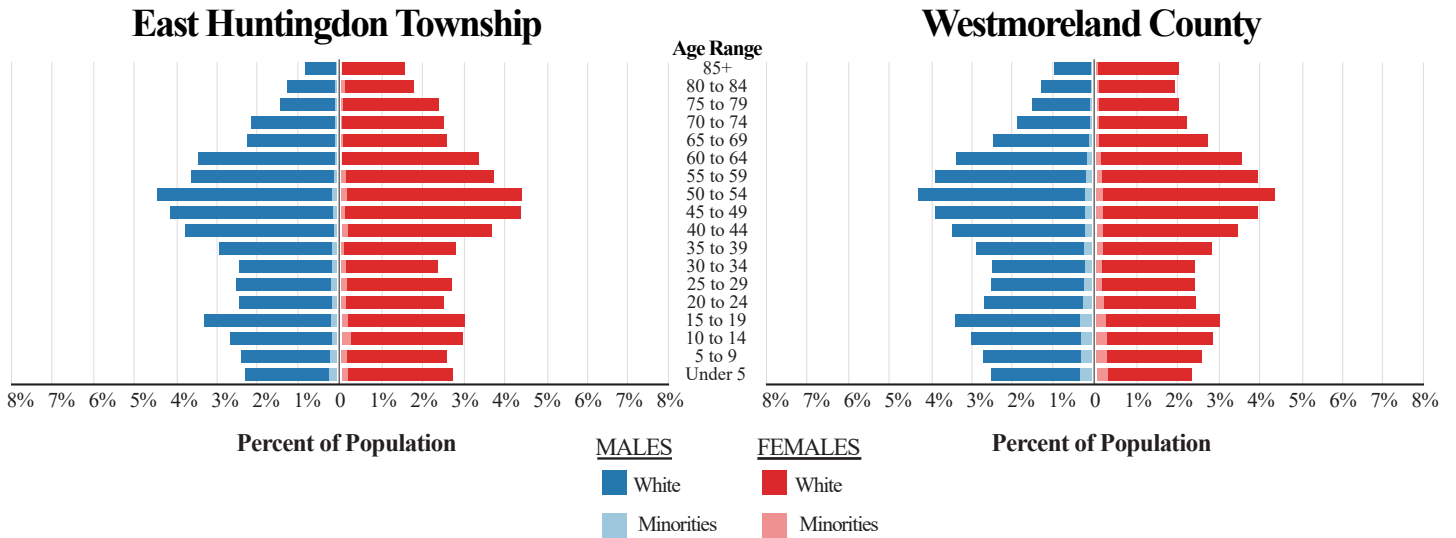 East Huntingdon Township
Westmoreland County
Age Range
85+
80 to 84
75 to 79
70 to 74
65 to 69
60 to 64
55 to 59
50 to 54
45 to 49
40 to 44
35 to 39
30 to 34
25 to 29
20 to 24
15 to 19
10 to 14
5 to 9
Under 5
8% 7% 6% 5% 4% 3% 2% 1% 0 1% 2% 3% 4% 5% 6% 7% 8%
8% 7% 6% 5% 4% 3% 2% 1% 0 1% 2% 3% 4% 5% 6% 7% 8%
Percent of Population
Percent of Population
MALES
FEMALES
White
White
Minorities
Minorities